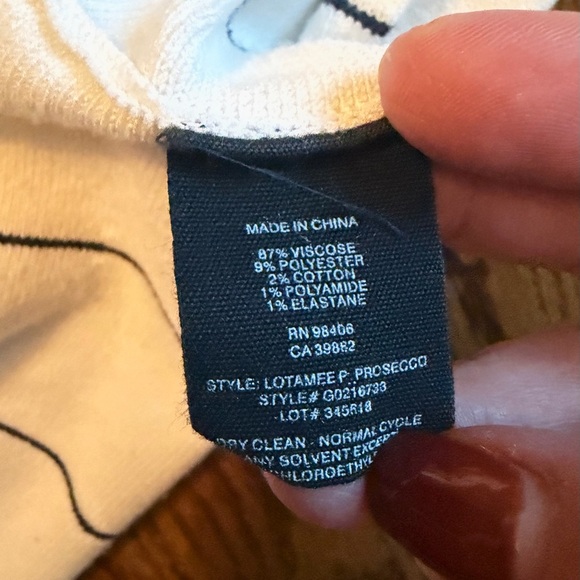 MADE IN CHINA
87% VISCOSE
9% POLYESTER
2% COTTON
1% POLYAMIDE
1% ELASTANE
RN 98406
CA 39882
STYLE: LOTAMEE P. PROSECCO
STYLE# G0216733
LOT# 345618
DRY CLEAN - NORMAL CYCLE
ANY SOLVENT EXCEPT